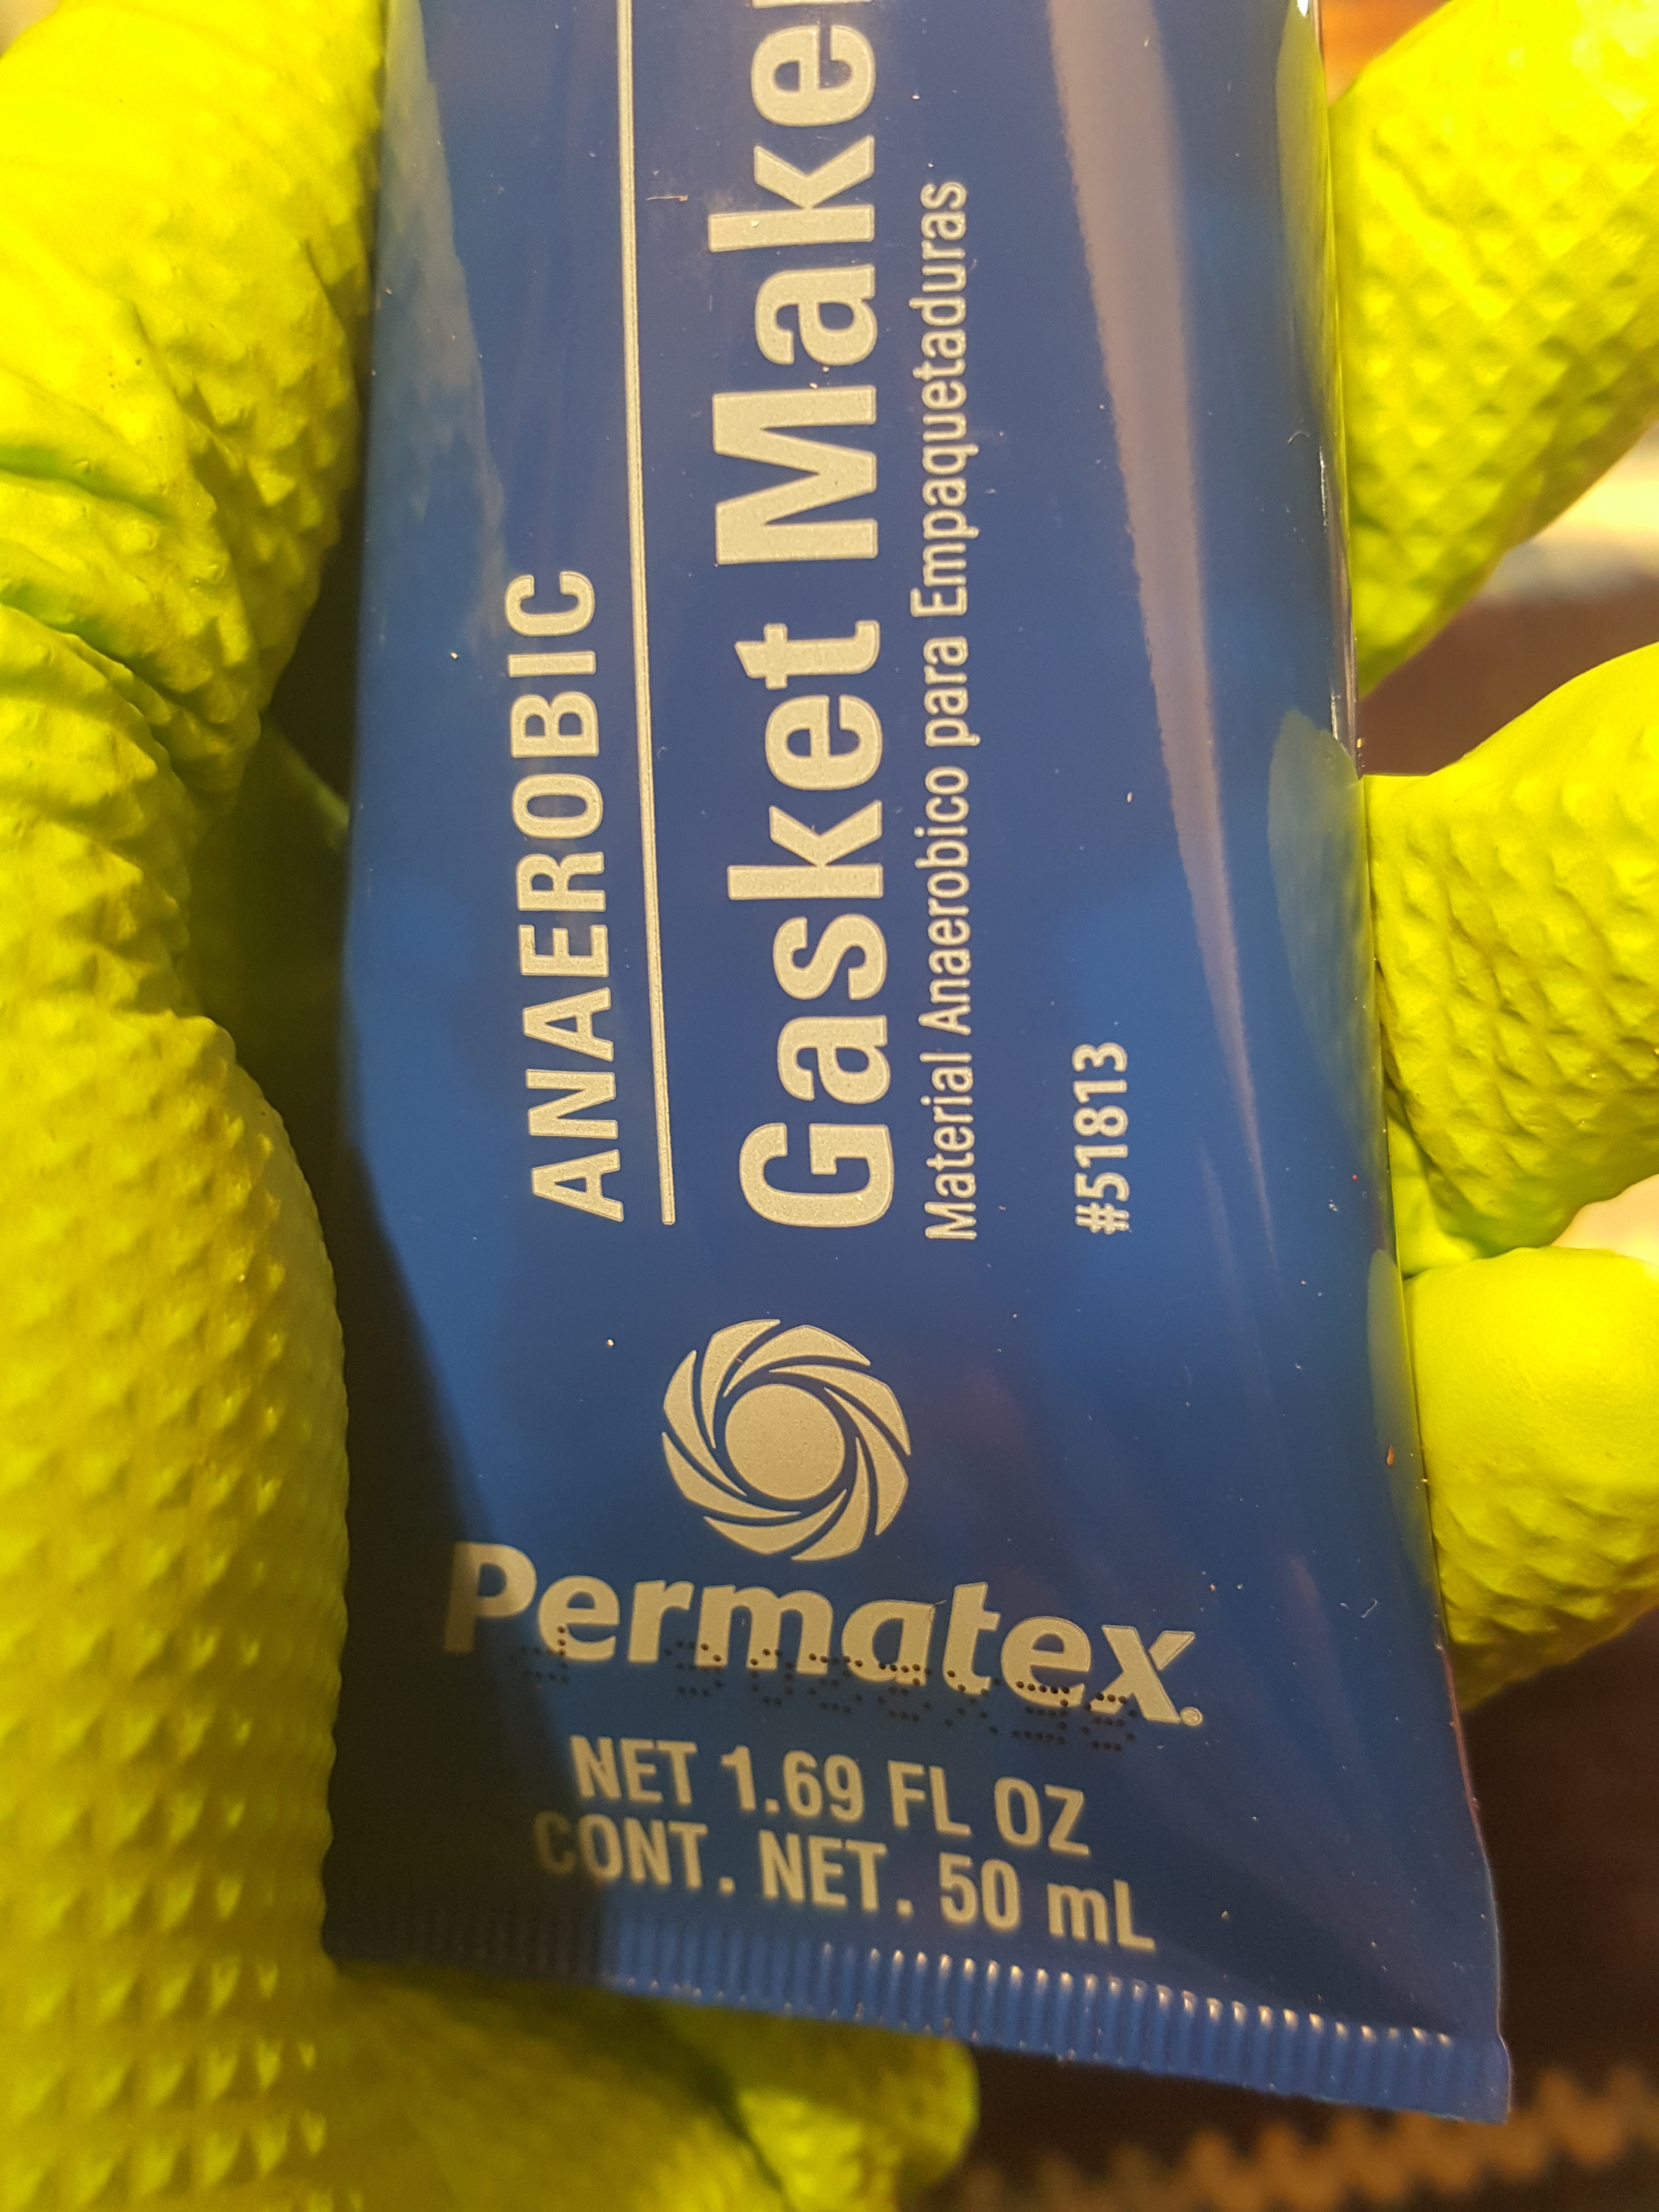 ANAEROBIC
Gasket Maker
Material Anaerobico para Empaquetaduras
#51813
Permatex®
NET 1.69 FL OZ
CONT. NET. 50 mL